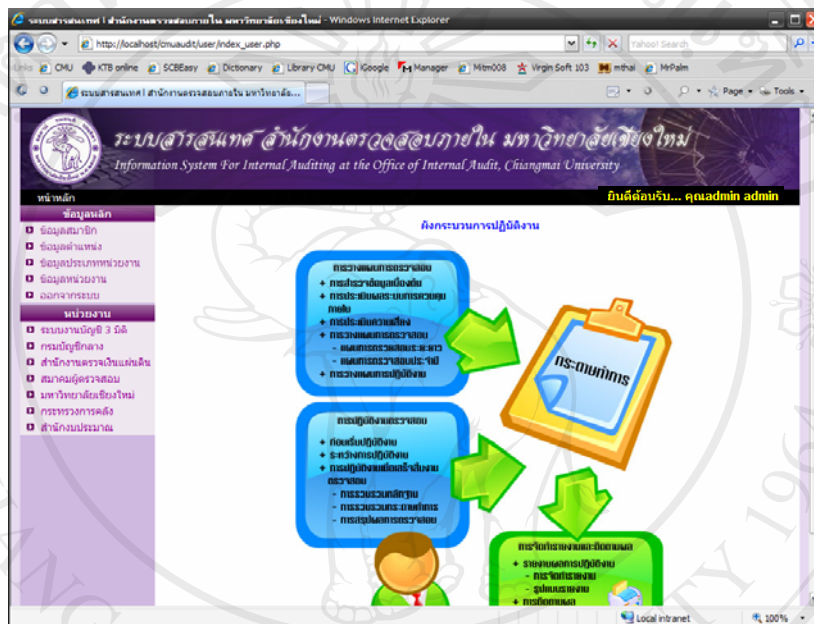 ระบบสารสนเทศ | สำนักงานตรวจสอบภายใน มหาวิทยาลัยเชียงใหม่ - Windows Internet Explorer
http://localhost/cmuaudit/user/index_user.php
Yahoo! Search
Links CMU KTB online SCBEasy Dictionary Library CMU iGoogle Manager Mitm008 Virgin Soft 103 mthai MrPalm
ระบบสารสนเทศ | สำนักงานตรวจสอบภายใน มหาวิทยาลัย...
Page Tools
ระบบสารสนเทศ สำนักงานตรวจสอบภายใน มหาวิทยาลัยเชียงใหม่
Information System For Internal Auditing at the Office of Internal Audit, Chiangmai University
หน้าหลัก
ยินดีต้อนรับ... คุณadmin admin
ข้อมูลหลัก
ข้อมูลสมาชิก
ข้อมูลตำแหน่ง
ข้อมูลประเภทหน่วยงาน
ข้อมูลหน่วยงาน
ออกจากระบบ
หน่วยงาน
ระบบงานบัญชี 3 มิติ
กรมบัญชีกลาง
สำนักงานตรวจเงินแผ่นดิน
สมาคมผู้ตรวจสอบ
มหาวิทยาลัยเชียงใหม่
กระทรวงการคลัง
สำนักงบประมาณ
ผังกระบวนการปฏิบัติงาน
การวางแผนการตรวจสอบ
+ การสำรวจข้อมูลเบื้องต้น
+ การประเมินผลระบบการควบคุม
ภายใน
+ การประเมินความเสี่ยง
+ การวางแผนการตรวจสอบ
- แผนการตรวจสอบระยะยาว
- แผนการตรวจสอบประจำปี
+ การวางแผนการปฏิบัติงาน
กระดาษทำการ
การปฏิบัติงานตรวจสอบ
+ ก่อนเริ่มปฏิบัติงาน
+ ระหว่างการปฏิบัติงาน
+ การปฏิบัติงานเมื่อเสร็จสิ้นงาน
ตรวจสอบ
- การรวบรวมหลักฐาน
- การรวบรวมกระดาษทำการ
- การสรุปผลการตรวจสอบ
การจัดทำรายงานและติดตามผล
+ รายงานผลการปฏิบัติงาน
- การจัดทำรายงาน
- รูปแบบรายงาน
+ การติดตามผล
Local intranet
100%